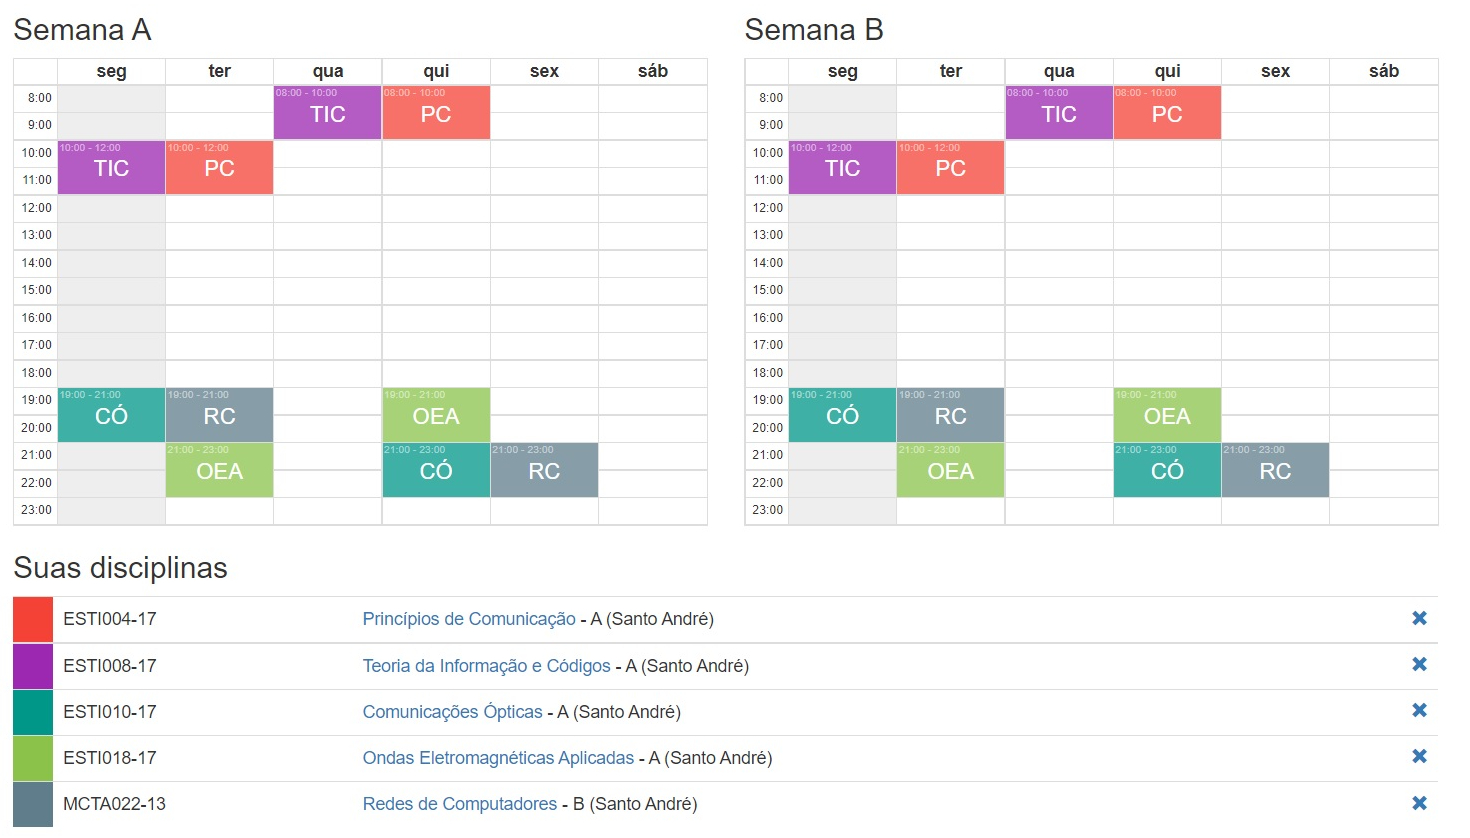 Semana A
seg ter qua qui sex sáb
8:00
08:00 - 10:00 08:00 - 10:00
TIC PC
9:00
10:00
10:00 - 12:00 10:00 - 12:00
TIC PC
11:00
12:00
13:00
14:00
15:00
16:00
17:00
18:00
19:00
19:00 - 21:00 19:00 - 21:00 19:00 - 21:00
CÓ RC OEA
20:00
21:00
21:00 - 23:00 21:00 - 23:00 21:00 - 23:00
OEA CÓ RC
22:00
23:00
Semana B
seg ter qua qui sex sáb
8:00
08:00 - 10:00 08:00 - 10:00
TIC PC
9:00
10:00
10:00 - 12:00 10:00 - 12:00
TIC PC
11:00
12:00
13:00
14:00
15:00
16:00
17:00
18:00
19:00
19:00 - 21:00 19:00 - 21:00 19:00 - 21:00
CÓ RC OEA
20:00
21:00
21:00 - 23:00 21:00 - 23:00 21:00 - 23:00
OEA CÓ RC
22:00
23:00
Suas disciplinas
ESTI004-17 Princípios de Comunicação - A (Santo André)
ESTI008-17 Teoria da Informação e Códigos - A (Santo André)
ESTI010-17 Comunicações Ópticas - A (Santo André)
ESTI018-17 Ondas Eletromagnéticas Aplicadas - A (Santo André)
MCTA022-13 Redes de Computadores - B (Santo André)